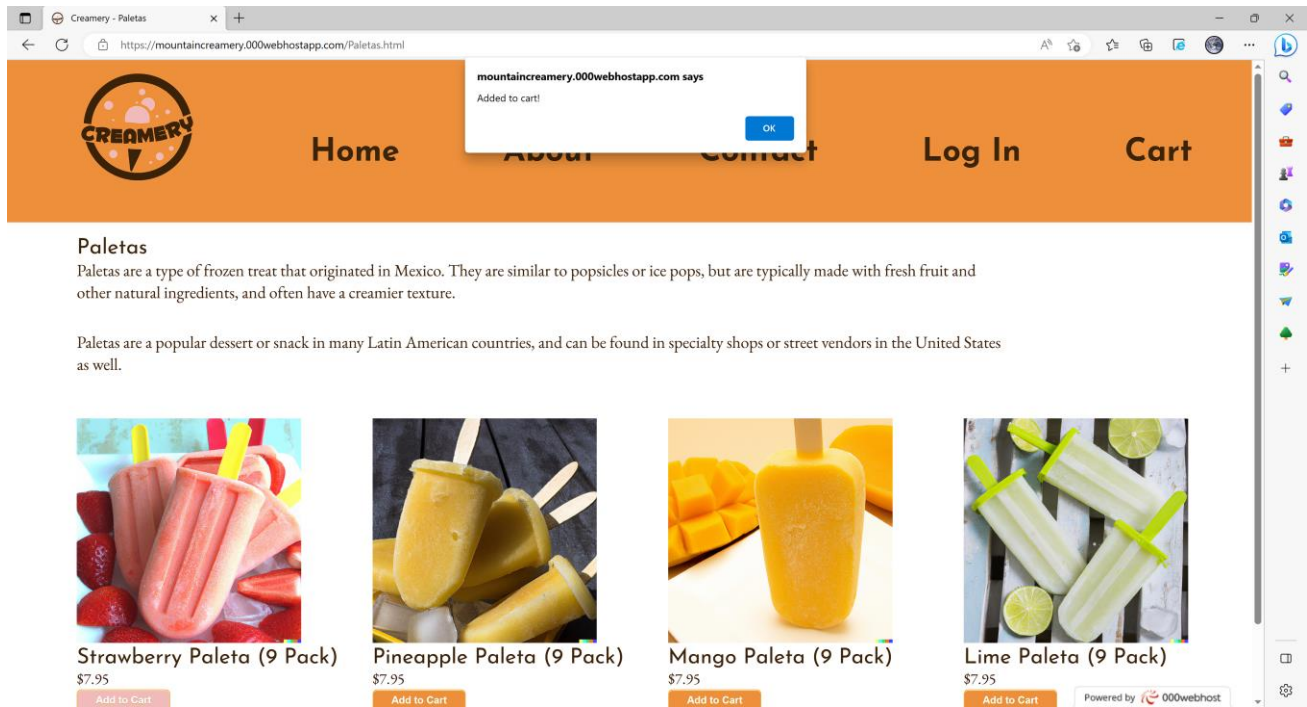 Creamery - Paletas
https://mountaincreamery.000webhostapp.com/Paletas.html
mountaincreamery.000webhostapp.com says
Added to cart!
OK
CREAMERY
Home About Contact Log In Cart
Paletas
Paletas are a type of frozen treat that originated in Mexico. They are similar to popsicles or ice pops, but are typically made with fresh fruit and
other natural ingredients, and often have a creamier texture.
Paletas are a popular dessert or snack in many Latin American countries, and can be found in specialty shops or street vendors in the United States
as well.
Strawberry Paleta (9 Pack) Pineapple Paleta (9 Pack) Mango Paleta (9 Pack) Lime Paleta (9 Pack)
$7.95 $7.95 $7.95 $7.95
Add to Cart Add to Cart Add to Cart Add to Cart
Powered by 000webhost